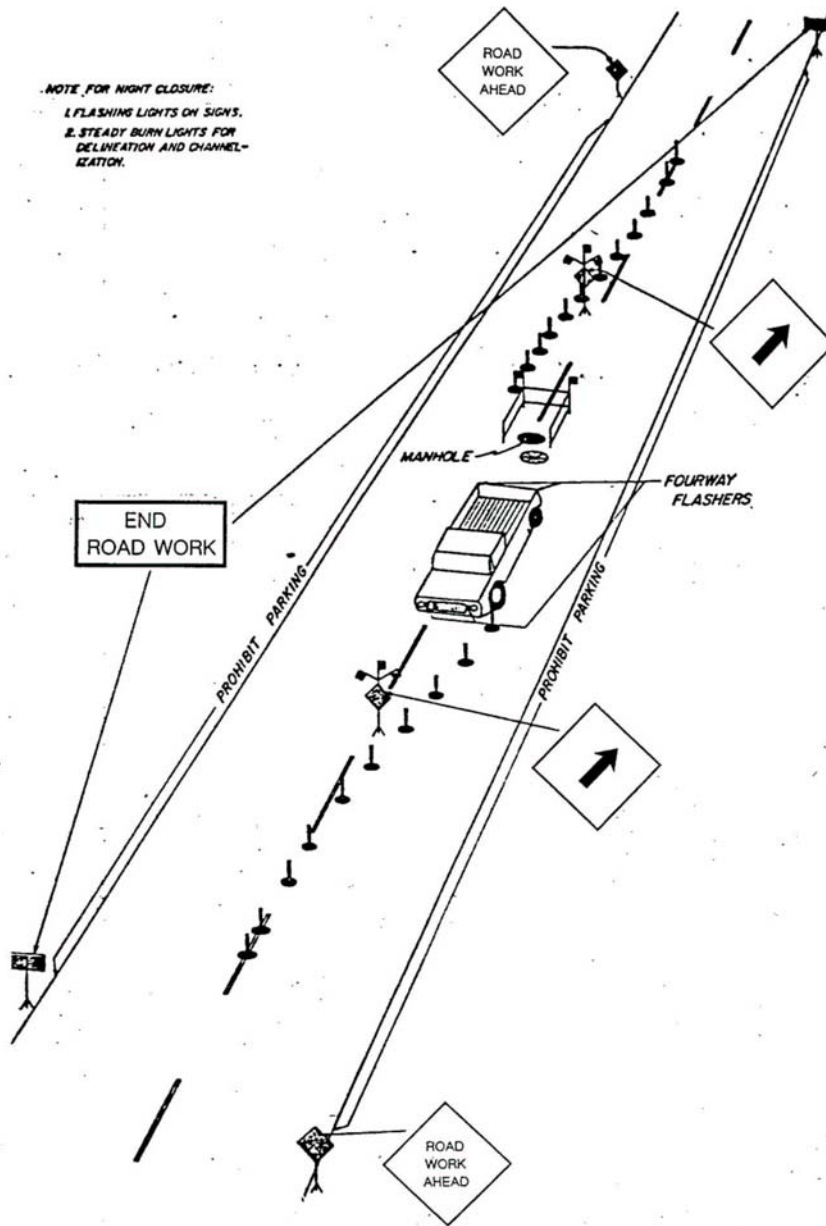 ROAD
WORK
AHEAD
NOTE FOR NIGHT CLOSURE:
1. FLASHING LIGHTS ON SIGNS.
2. STEADY BURN LIGHTS FOR
DELINEATION AND CHANNEL-
IZATION.
MANHOLE
FOURWAY
FLASHERS
END
ROAD WORK
PROHIBIT PARKING
PROHIBIT PARKING
ROAD
WORK
AHEAD